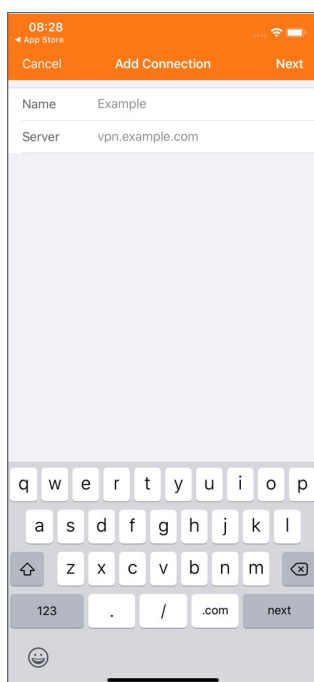 08:28
◀ App Store
Cancel Add Connection Next
Name Example
Server vpn.example.com
q w e r t y u i o p
a s d f g h j k l
z x c v b n m
123 . / .com next